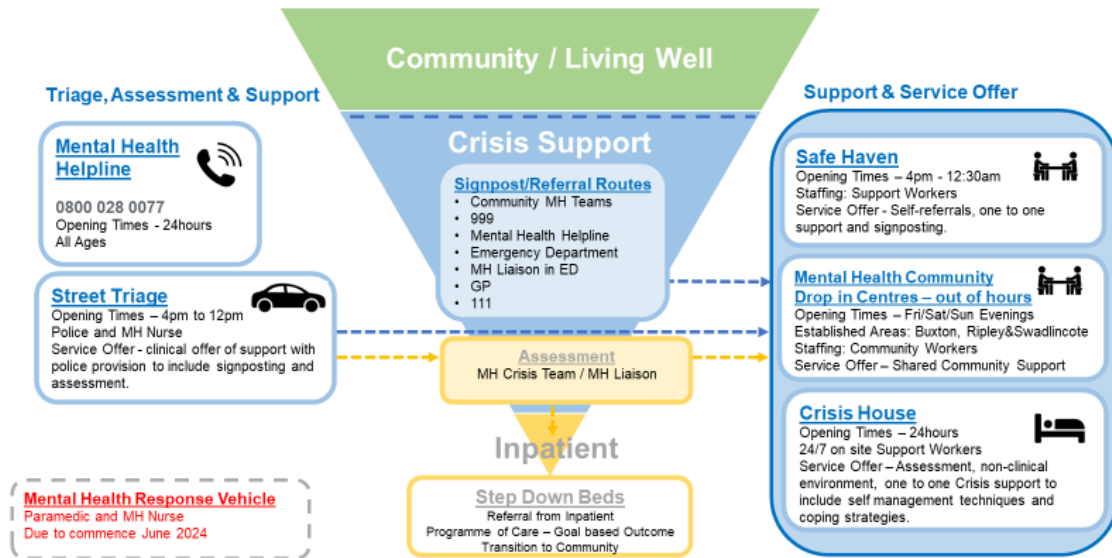 Community / Living Well
Triage, Assessment & Support
Mental Health
Helpline
0800 028 0077
Opening Times - 24hours
All Ages
Street Triage
Opening Times – 4pm to 12pm
Police and MH Nurse
Service Offer - clinical offer of support with
police provision to include signposting and
assessment.
Mental Health Response Vehicle
Paramedic and MH Nurse
Due to commence June 2024
Crisis Support
Signpost/Referral Routes
• Community MH Teams
• 999
• Mental Health Helpline
• Emergency Department
• MH Liaison in ED
• GP
• 111
Assessment
MH Crisis Team / MH Liaison
Inpatient
Step Down Beds
Referral from Inpatient
Programme of Care – Goal based Outcome
Transition to Community
Support & Service Offer
Safe Haven
Opening Times – 4pm - 12:30am
Staffing: Support Workers
Service Offer - Self-referrals, one to one
support and signposting.
Mental Health Community
Drop in Centres – out of hours
Opening Times – Fri/Sat/Sun Evenings
Established Areas: Buxton, Ripley&Swadlincote
Staffing: Community Workers
Service Offer – Shared Community Support
Crisis House
Opening Times – 24hours
24/7 on site Support Workers
Service Offer – Assessment, non-clinical
environment, one to one Crisis support to
include self management techniques and
coping strategies.